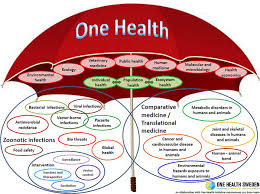 One Health
Veterinary medicine
Public health
Human medicine
Molecular and microbiology
Ecology
Environmental health
Individual health
Population health
Ecosystem health
Health economics
Bacterial infections
Viral infections
Antimicrobial resistance
Vector-borne infections
Parasitic infections
Zoonotic infections
Bio threats
Food safety
Global health
Surveillance
Sanitation
Vaccines
Comparative medicine / Translational medicine
Metabolic disorders in humans and animals
Joint and skeletal diseases in humans and animals
Cancer and cardiovascular disease in humans and animals
Human - animal bond
Environmental hazards exposure to humans and animals
ONE HEALTH SWEDEN